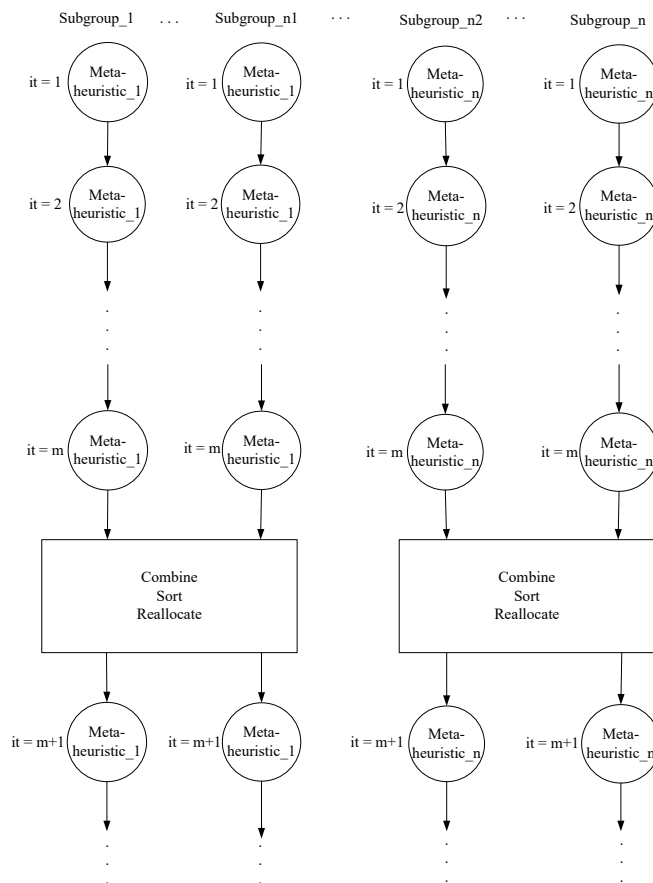 Subgroup_1 . . . Subgroup_n1 . . . Subgroup_n2 . . . Subgroup_n
it = 1 Meta-
heuristic_1
it = 1 Meta-
heuristic_1
it = 1 Meta-
heuristic_n
it = 1 Meta-
heuristic_n
it = 2 Meta-
heuristic_1
it = 2 Meta-
heuristic_1
it = 2 Meta-
heuristic_n
it = 2 Meta-
heuristic_n
it = m Meta-
heuristic_1
it = m Meta-
heuristic_1
it = m Meta-
heuristic_n
it = m Meta-
heuristic_n
Combine
Sort
Reallocate
Combine
Sort
Reallocate
it = m+1 Meta-
heuristic_1
it = m+1 Meta-
heuristic_1
it = m+1 Meta-
heuristic_n
it = m+1 Meta-
heuristic_n